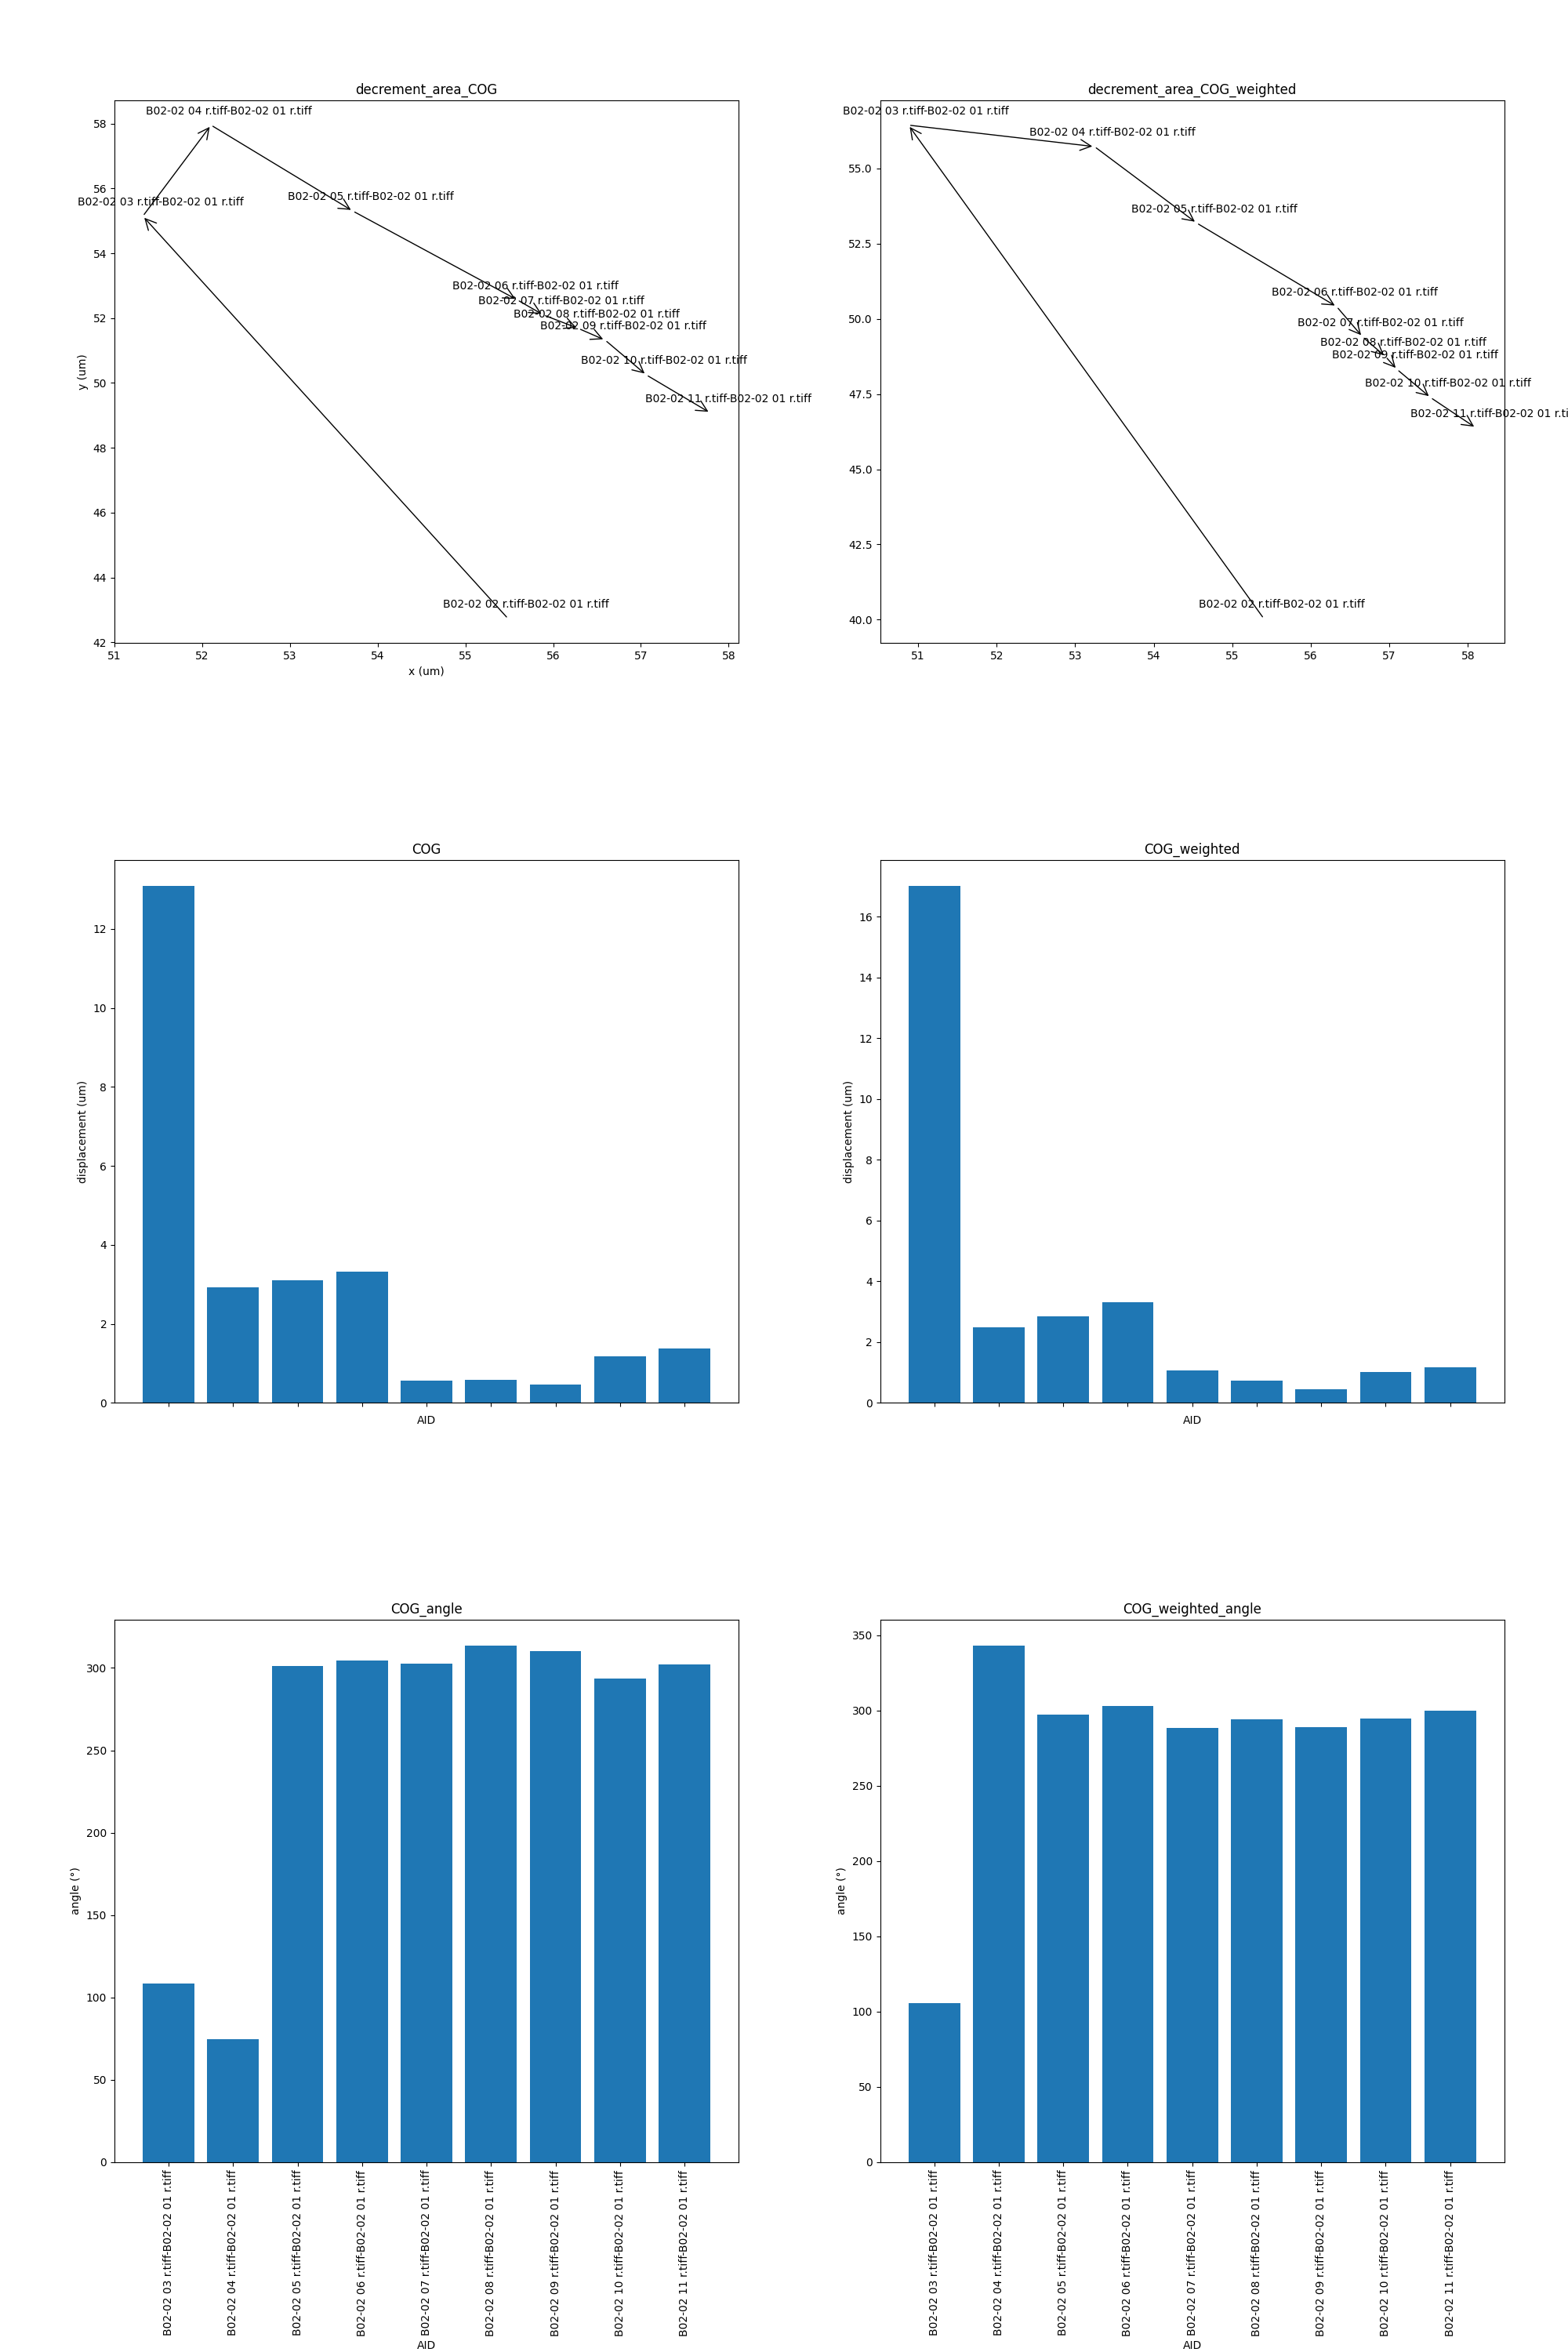 decrement_area_COG
B02-02 04 r.tiff-B02-02 01 r.tiff
B02-02 03 r.tiff-B02-02 01 r.tiff
B02-02 05 r.tiff-B02-02 01 r.tiff
B02-02 06 r.tiff-B02-02 01 r.tiff
B02-02 07 r.tiff-B02-02 01 r.tiff
B02-02 08 r.tiff-B02-02 01 r.tiff
B02-02 09 r.tiff-B02-02 01 r.tiff
B02-02 10 r.tiff-B02-02 01 r.tiff
B02-02 11 r.tiff-B02-02 01 r.tiff
B02-02 02 r.tiff-B02-02 01 r.tiff
58
56
54
52
50
48
46
44
42
y (um)
51 52 53 54 55 56 57 58
x (um)
decrement_area_COG_weighted
B02-02 03 r.tiff-B02-02 01 r.tiff
B02-02 04 r.tiff-B02-02 01 r.tiff
B02-02 05 r.tiff-B02-02 01 r.tiff
B02-02 06 r.tiff-B02-02 01 r.tiff
B02-02 07 r.tiff-B02-02 01 r.tiff
B02-02 08 r.tiff-B02-02 01 r.tiff
B02-02 09 r.tiff-B02-02 01 r.tiff
B02-02 10 r.tiff-B02-02 01 r.tiff
B02-02 11 r.tiff-B02-02 01 r.ti
B02-02 02 r.tiff-B02-02 01 r.tiff
55.0
52.5
50.0
47.5
45.0
42.5
40.0
51 52 53 54 55 56 57 58
COG
12
10
8
6
4
2
0
displacement (um)
AID
COG_weighted
16
14
12
10
8
6
4
2
0
displacement (um)
AID
COG_angle
300
250
200
150
100
50
0
angle (°)
B02-02 03 r.tiff-B02-02 01 r.tiff
B02-02 04 r.tiff-B02-02 01 r.tiff
B02-02 05 r.tiff-B02-02 01 r.tiff
B02-02 06 r.tiff-B02-02 01 r.tiff
B02-02 07 r.tiff-B02-02 01 r.tiff
B02-02 08 r.tiff-B02-02 01 r.tiff
B02-02 09 r.tiff-B02-02 01 r.tiff
B02-02 10 r.tiff-B02-02 01 r.tiff
B02-02 11 r.tiff-B02-02 01 r.tiff
AID
COG_weighted_angle
350
300
250
200
150
100
50
0
angle (°)
B02-02 03 r.tiff-B02-02 01 r.tiff
B02-02 04 r.tiff-B02-02 01 r.tiff
B02-02 05 r.tiff-B02-02 01 r.tiff
B02-02 06 r.tiff-B02-02 01 r.tiff
B02-02 07 r.tiff-B02-02 01 r.tiff
B02-02 08 r.tiff-B02-02 01 r.tiff
B02-02 09 r.tiff-B02-02 01 r.tiff
B02-02 10 r.tiff-B02-02 01 r.tiff
B02-02 11 r.tiff-B02-02 01 r.tiff
AID